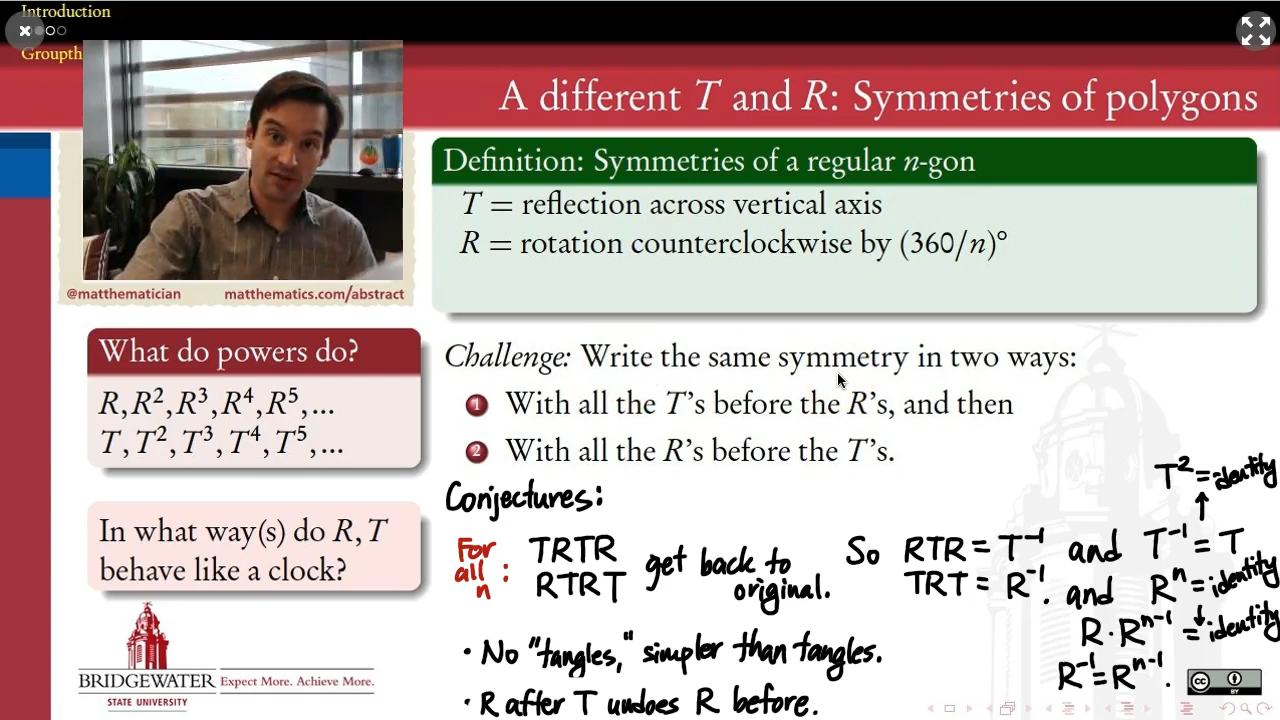 Introduction
Groupth
A different T and R: Symmetries of polygons
@matthematician matthematics.com/abstract
Definition: Symmetries of a regular n-gon
T = reflection across vertical axis
R = rotation counterclockwise by (360/n)°
What do powers do?
R, R², R³, R⁴, R⁵, ...
T, T², T³, T⁴, T⁵, ...
In what way(s) do R, T
behave like a clock?
Challenge: Write the same symmetry in two ways:
1 With all the T's before the R's, and then
2 With all the R's before the T's.
Conjectures:
For all n : TRTR
RTRT get back to original.
So RTR = T⁻¹ and T⁻¹ = T
TRT = R⁻¹. and Rⁿ = identity
T² = identity
R · Rⁿ⁻¹ = identity
R⁻¹ = Rⁿ⁻¹.
· No "tangles," simpler than tangles.
· R after T undoes R before.
BRIDGEWATER
STATE UNIVERSITY
Expect More. Achieve More.
cc